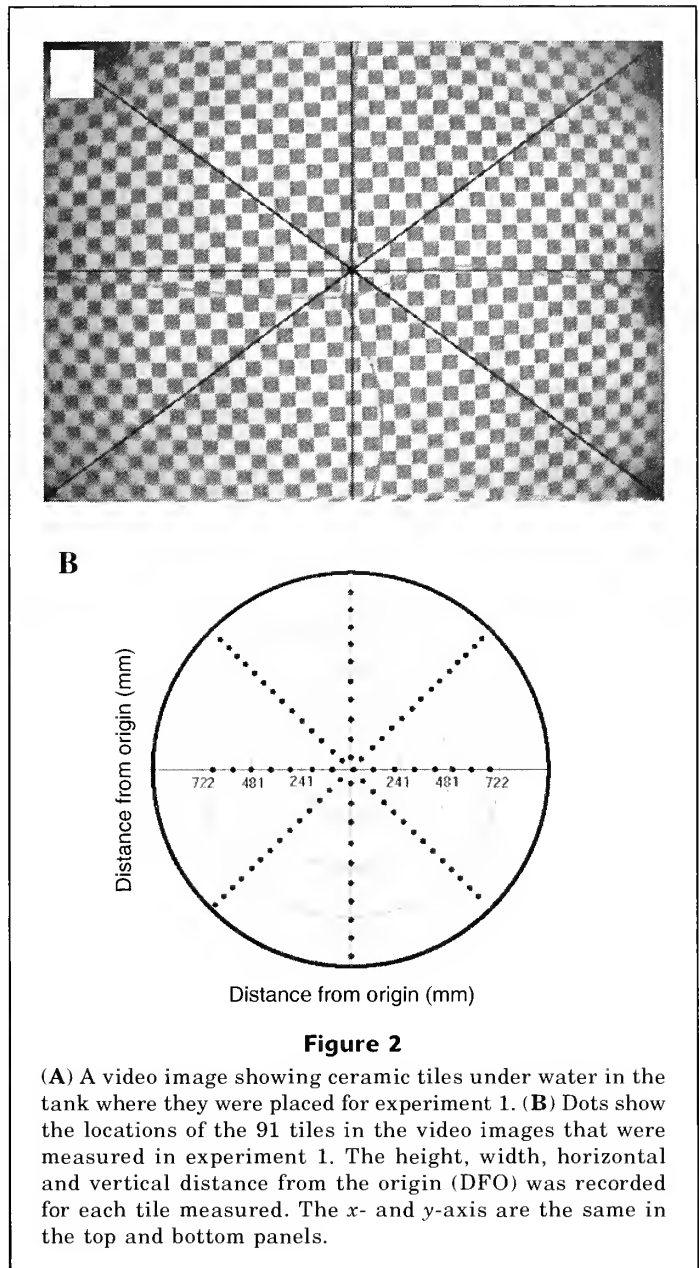 B
Distance from origin (mm)
722 481 241 241 481 722
Distance from origin (mm)
Figure 2
(A) A video image showing ceramic tiles under water in the
tank where they were placed for experiment 1. (B) Dots show
the locations of the 91 tiles in the video images that were
measured in experiment 1. The height, width, horizontal
and vertical distance from the origin (DFO) was recorded
for each tile measured. The x- and y-axis are the same in
the top and bottom panels.